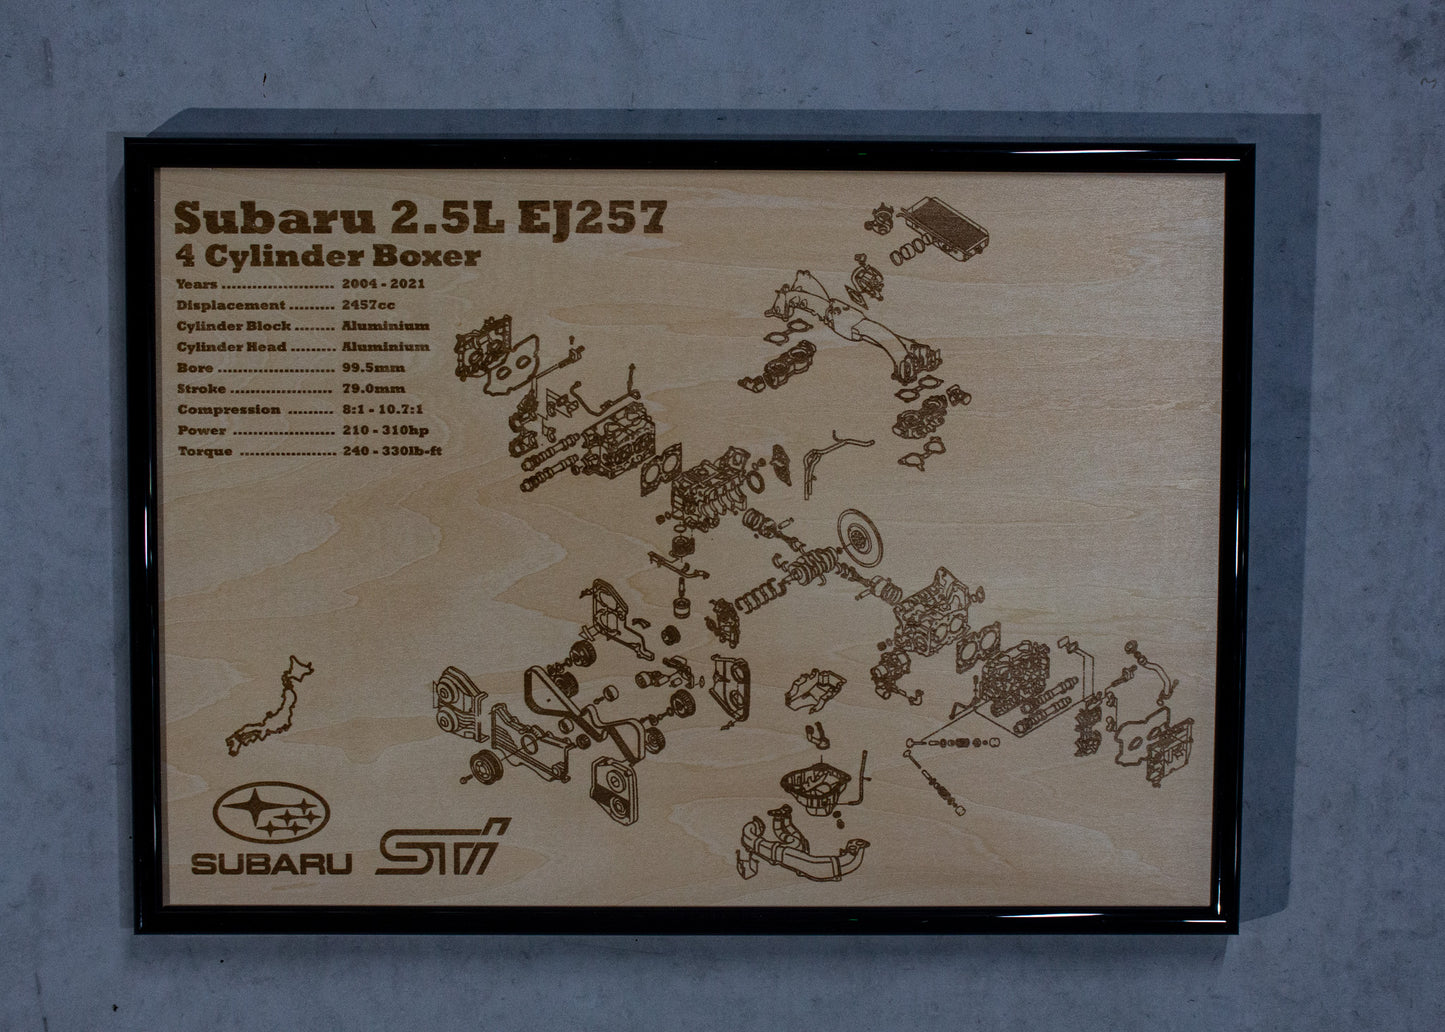 Subaru 2.5L EJ257
4 Cylinder Boxer
Years ........................ 2004 - 2021
Displacement .......... 2457cc
Cylinder Block ......... Aluminium
Cylinder Head .......... Aluminium
Bore ......................... 99.5mm
Stroke ...................... 79.0mm
Compression .......... 8:1 - 10.7:1
Power ...................... 210 - 310hp
Torque ..................... 240 - 330lb-ft
SUBARU STi